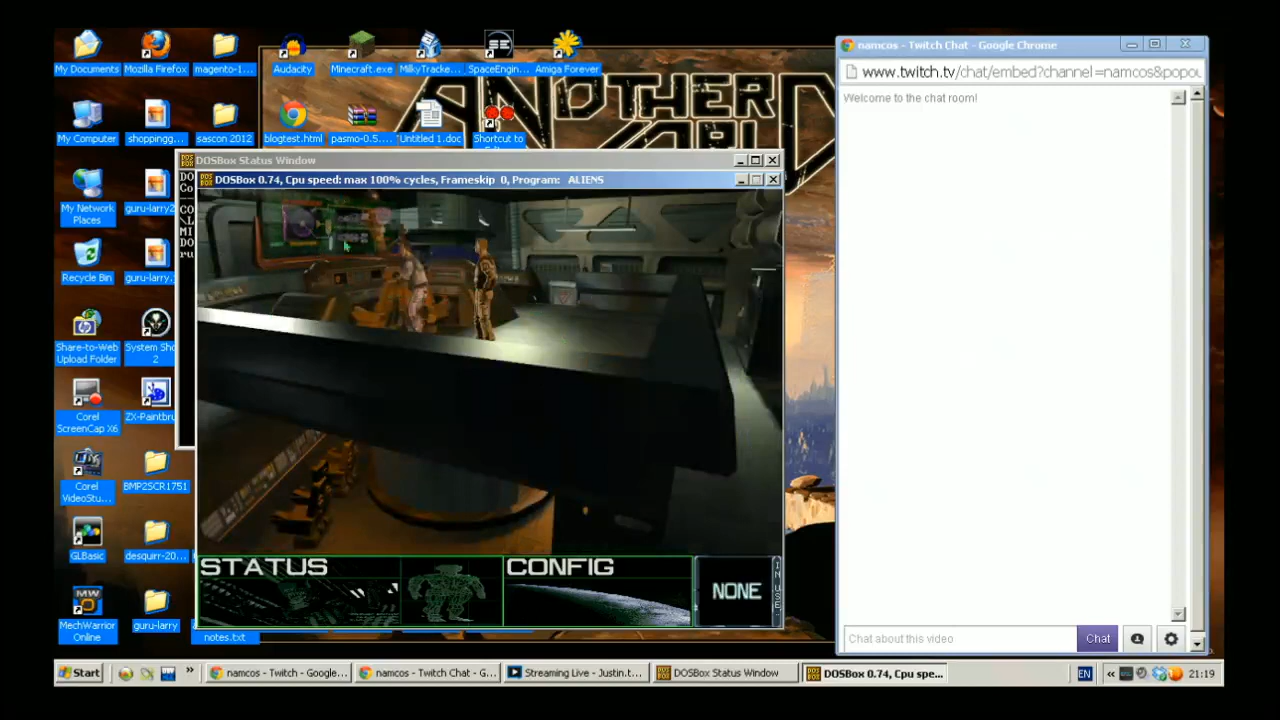 My Documents
Mozilla Firefox
magento-1...
Audacity
Minecraft.exe
MilkyTracke...
SpaceEngin...
Amiga Forever
My Computer
shoppingg...
sascon 2012
blogtest.html
pasmo-0.5....
Untitled 1.doc
Shortcut to
ANOTHER
My Network
Places
guru-larry2
Recycle Bin
guru-larry.
Share-to-Web
Upload Folder
System Sho
2
Corel
ScreenCap X6
ZX-Paintbru
Corel
VideoStu...
BMP2SCR1751
GLBasic
desquirr-20...
MechWarrior
Online
guru-larry
notes.txt
DOSBox Status Window
DOSBox 0.74, Cpu speed: max 100% cycles, Frameskip 0, Program: ALIENS
STATUS
CONFIG
NONE
IN USE
namcos - Twitch Chat - Google Chrome
www.twitch.tv/chat/embed?channel=namcos&popou
Welcome to the chat room!
Chat about this video
Chat
Start
namcos - Twitch - Google...
namcos - Twitch Chat - G...
Streaming Live - Justin.t...
DOSBox Status Window
DOSBox 0.74, Cpu spe...
EN
21:19